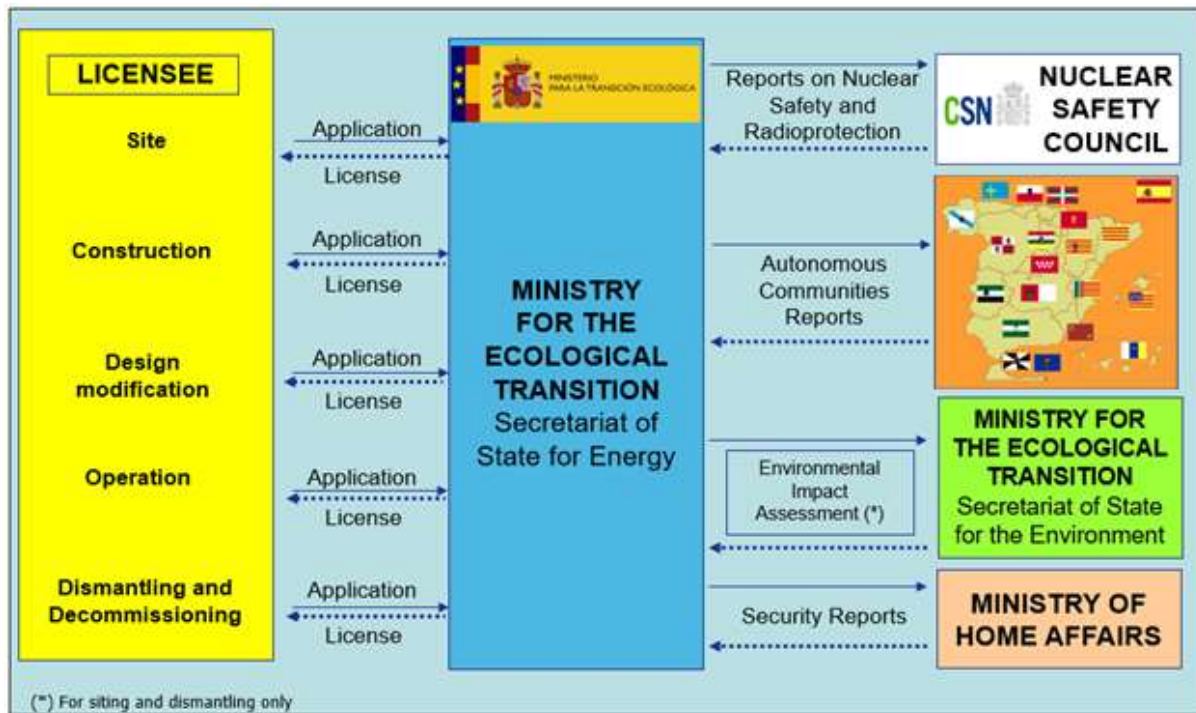 LICENSEE
Site
Construction
Design
modification
Operation
Dismantling and
Decommissioning
Application
License
Application
License
Application
License
Application
License
Application
License
MINISTERIO
PARA LA TRANSICIÓN ECOLÓGICA
MINISTRY
FOR THE
ECOLOGICAL
TRANSITION
Secretariat of
State for Energy
Reports on Nuclear
Safety and
Radioprotection
Autonomous
Communities
Reports
Environmental
Impact
Assessment (*)
Security Reports
CSN
NUCLEAR
SAFETY
COUNCIL
MINISTRY FOR
THE ECOLOGICAL
TRANSITION
Secretariat of State
for the Environment
MINISTRY OF
HOME AFFAIRS
(*) For siting and dismantling only